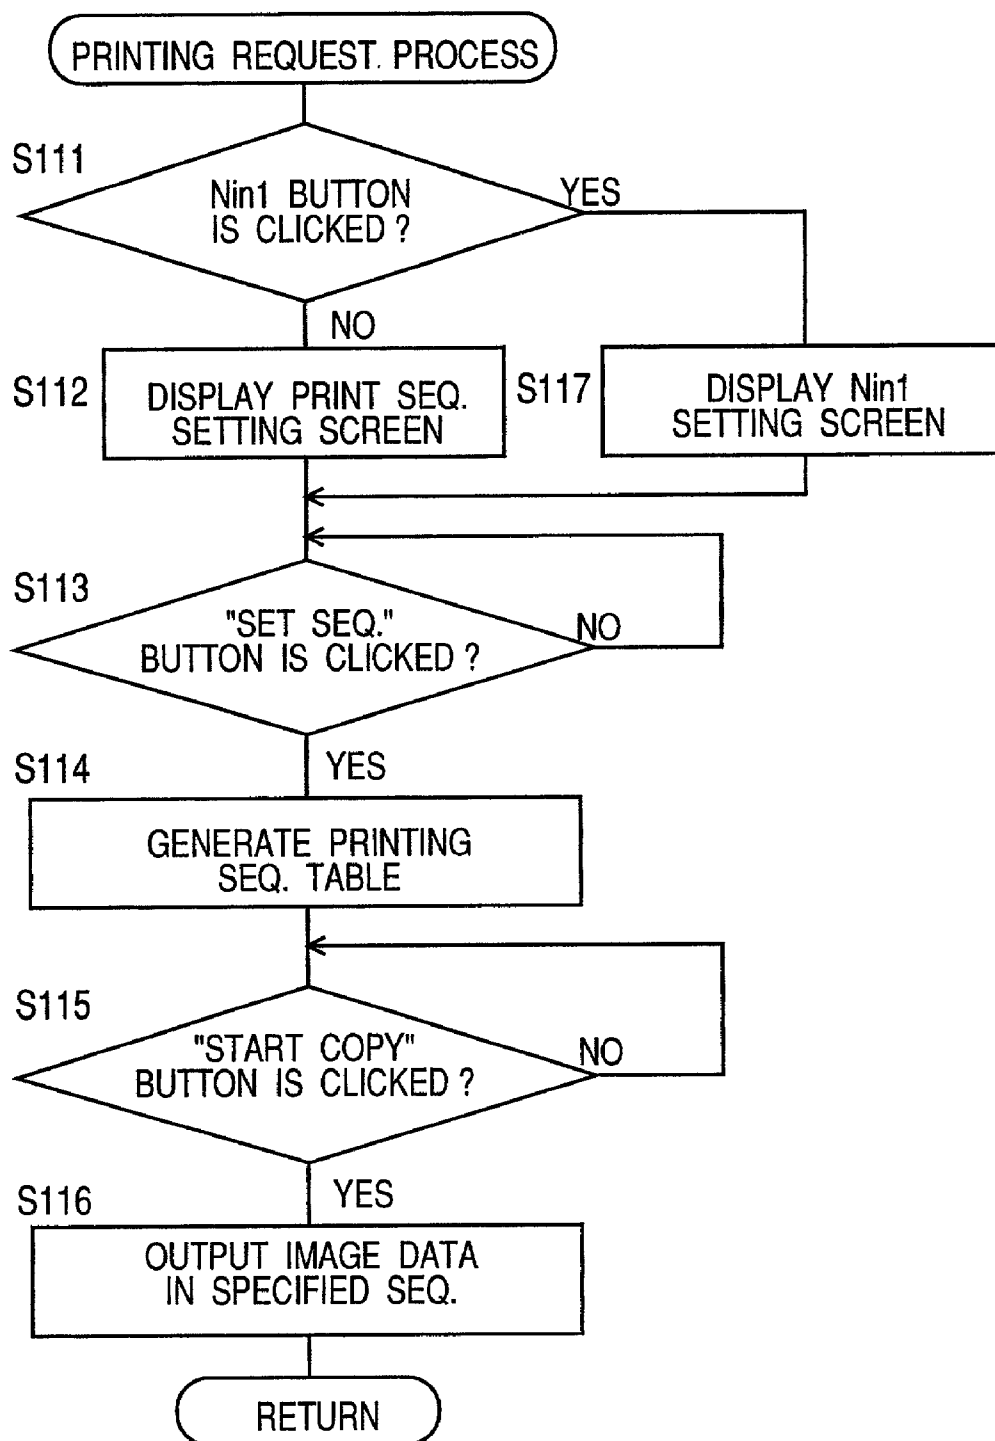 PRINTING REQUEST. PROCESS
S111
Nin1 BUTTON
IS CLICKED ?
YES
NO
S112
DISPLAY PRINT SEQ.
SETTING SCREEN
S117
DISPLAY Nin1
SETTING SCREEN
S113
"SET SEQ."
BUTTON IS CLICKED ?
NO
YES
S114
GENERATE PRINTING
SEQ. TABLE
S115
"START COPY"
BUTTON IS CLICKED ?
NO
YES
S116
OUTPUT IMAGE DATA
IN SPECIFIED SEQ.
RETURN